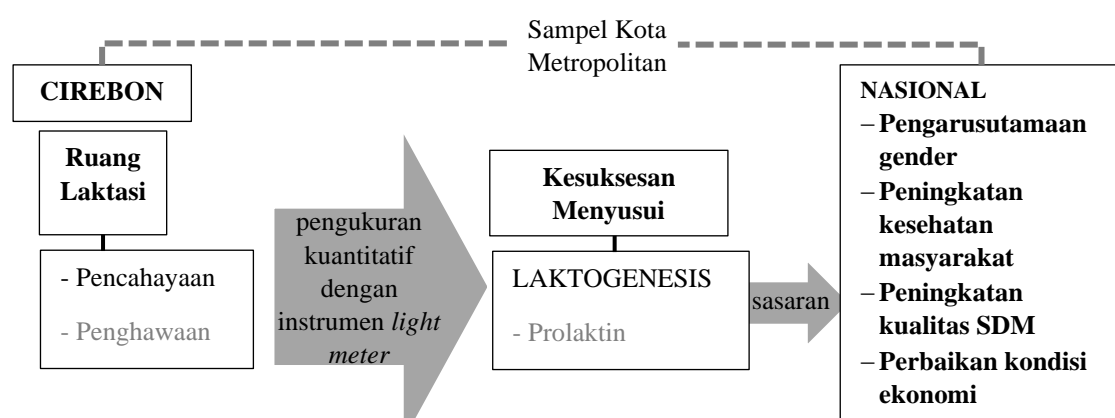 Sampel Kota
Metropolitan
CIREBON
Ruang
Laktasi
- Pencahayaan
- Penghawaan
pengukuran
kuantitatif
dengan
instrumen light
meter
Kesuksesan
Menyusui
LAKTOGENESIS
- Prolaktin
sasaran
NASIONAL
– Pengarusutamaan
gender
– Peningkatan
kesehatan
masyarakat
– Peningkatan
kualitas SDM
– Perbaikan kondisi
ekonomi